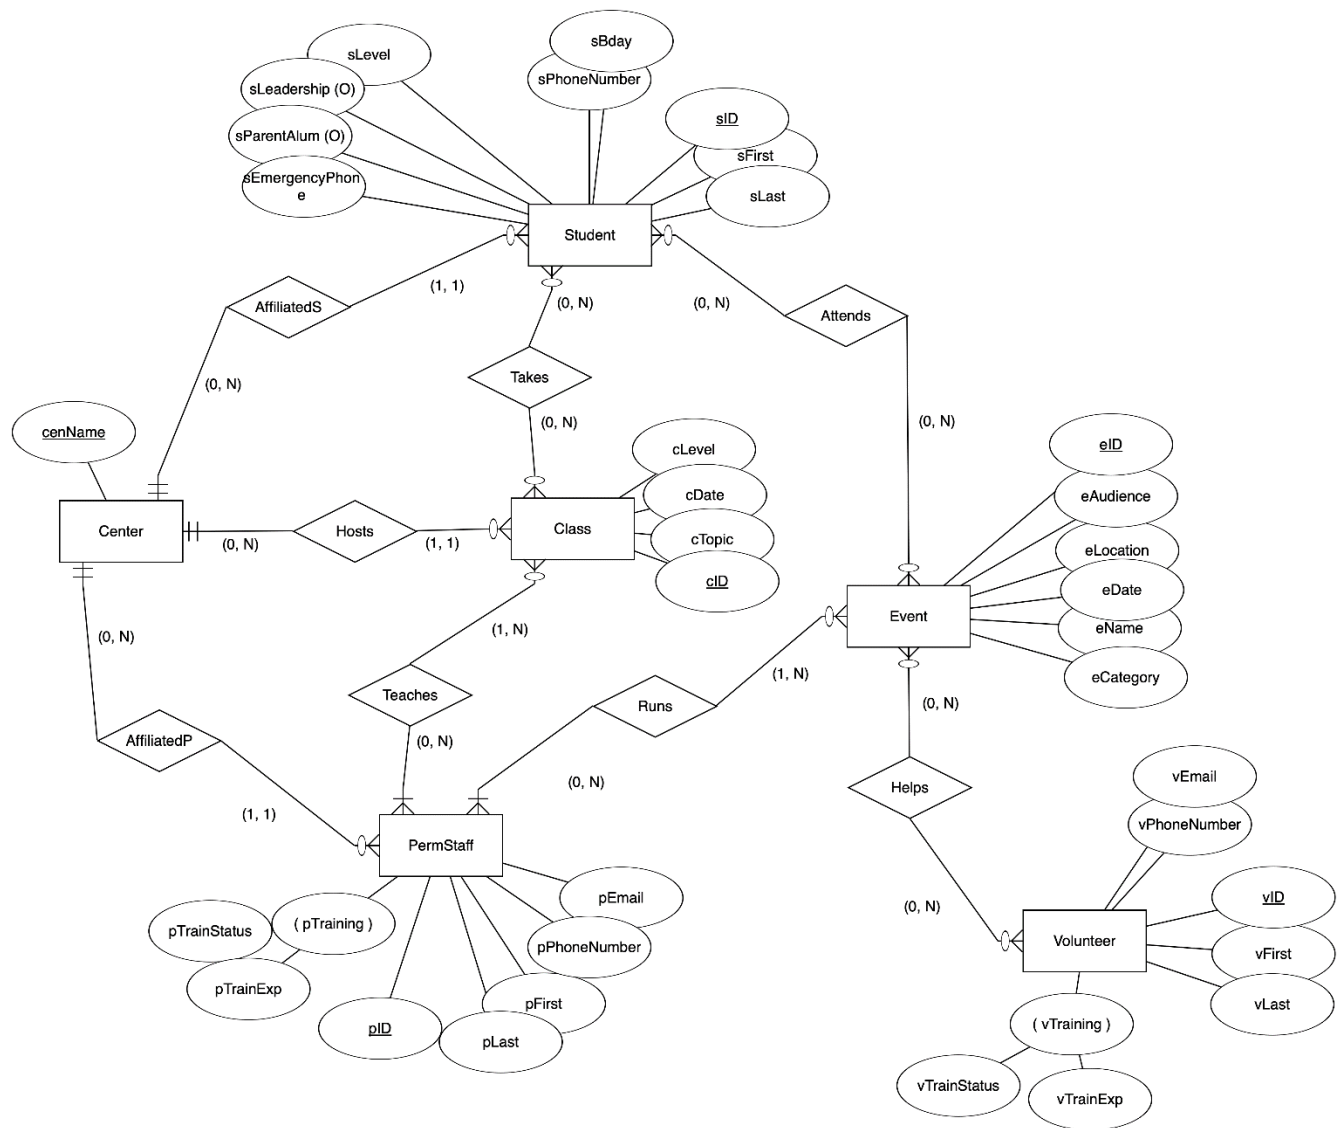 sBday
sLevel
sPhoneNumber
sLeadership (O)
sID
sParentAlum (O)
sFirst
sEmergencyPhon
e
sLast
Student
(1, 1)
(0, N)
(0, N)
AffiliatedS
Attends
Takes
(0, N)
(0, N)
(0, N)
cenName
eID
cLevel
cDate
eAudience
Center
Hosts
Class
(0, N)
(1, 1)
cTopic
eLocation
cID
eDate
Event
eName
(1, N)
(0, N)
(1, N)
eCategory
Teaches
Runs
(0, N)
AffiliatedP
(0, N)
(0, N)
vEmail
Helps
(1, 1)
vPhoneNumber
PermStaff
pEmail
(0, N)
vID
( pTraining )
pTrainStatus
Volunteer
pPhoneNumber
vFirst
pTrainExp
pFirst
vLast
pID
( vTraining )
pLast
vTrainStatus
vTrainExp